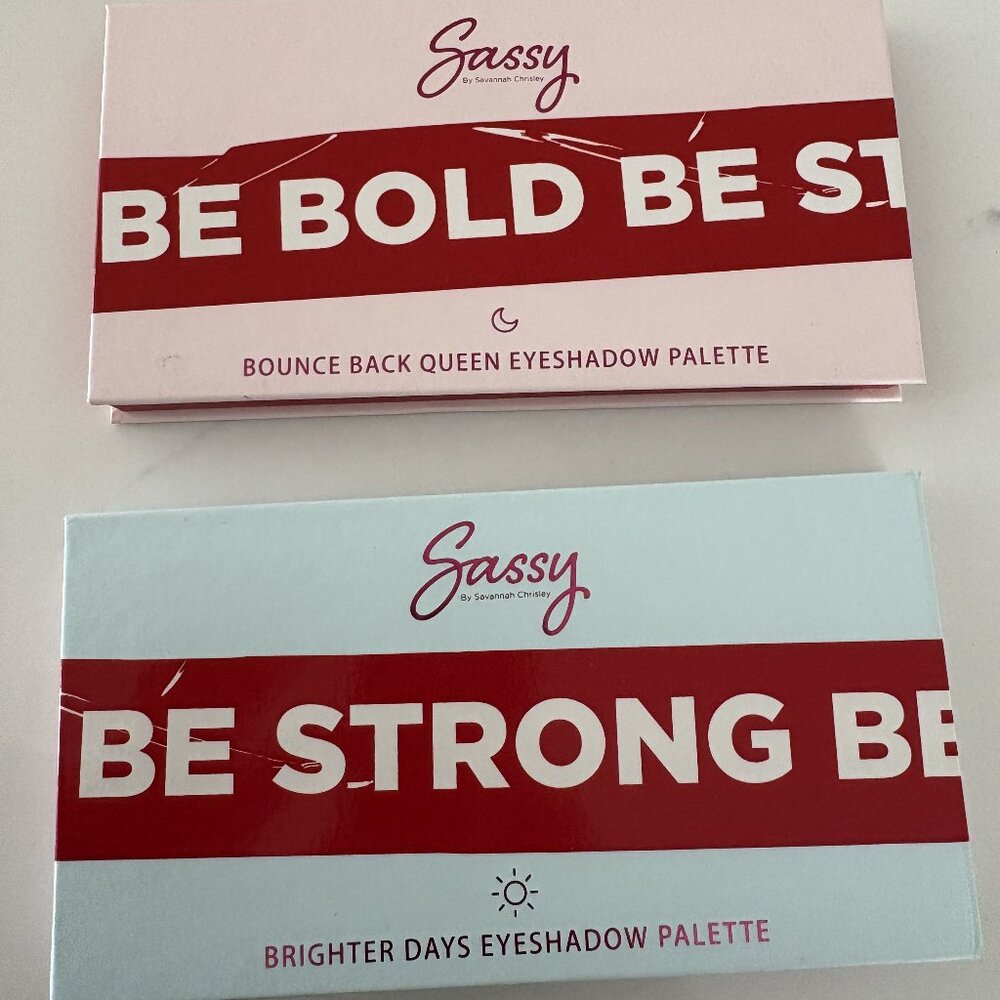 Sassy
By Savannah Chrisley
BE BOLD BE ST
BOUNCE BACK QUEEN EYESHADOW PALETTE
Sassy
By Savannah Chrisley
BE STRONG BE
BRIGHTER DAYS EYESHADOW PALETTE